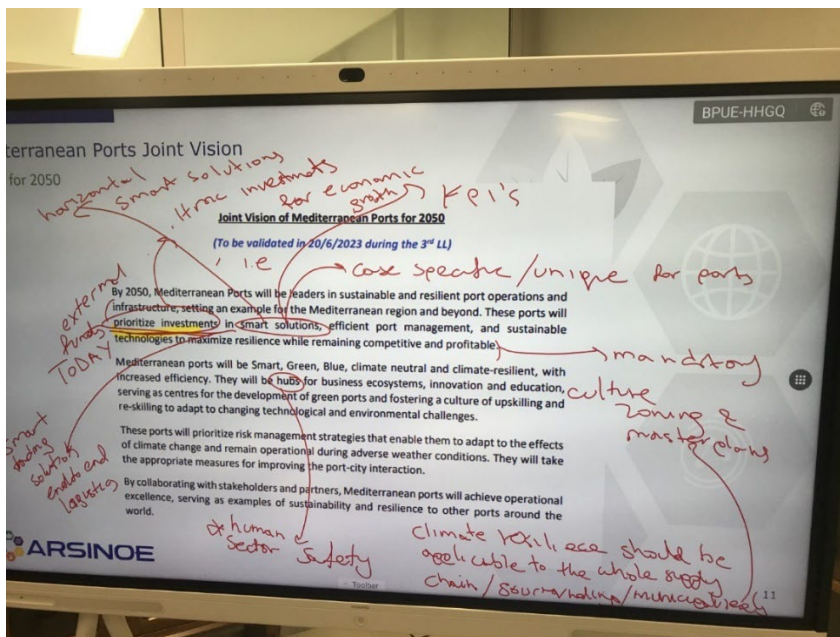 BPUE-HHGQ
terranean Ports Joint Vision
for 2050
horizontal
smart solutions
investments
for economic
growth
KPI's
Joint Vision of Mediterranean Ports for 2050
(To be validated in 20/6/2023 during the 3rd LL)
i.e
case specific/unique for ports
external
funds
TODAY
By 2050, Mediterranean Ports will be leaders in sustainable and resilient port operations and
infrastructure, setting an example for the Mediterranean region and beyond. These ports will
prioritize investments in smart solutions, efficient port management, and sustainable
technologies to maximize resilience while remaining competitive and profitable
mandatory
Mediterranean ports will be Smart, Green, Blue, climate neutral and climate-resilient, with
increased efficiency. They will be hubs for business ecosystems, innovation and education,
serving as centres for the development of green ports and fostering a culture of upskilling and
re-skilling to adapt to changing technological and environmental challenges.
culture
zoning &
masterplans
smart
solutions
end to end
logistics
These ports will prioritize risk management strategies that enable them to adapt to the effects
of climate change and remain operational during adverse weather conditions. They will take
the appropriate measures for improving the port-city interaction.
By collaborating with stakeholders and partners, Mediterranean ports will achieve operational
excellence, serving as examples of sustainability and resilience to other ports around the
world.
human
sector safety
climate resilience should be
applicable to the whole supply
chain/
ARSINOE
Toolbar
11